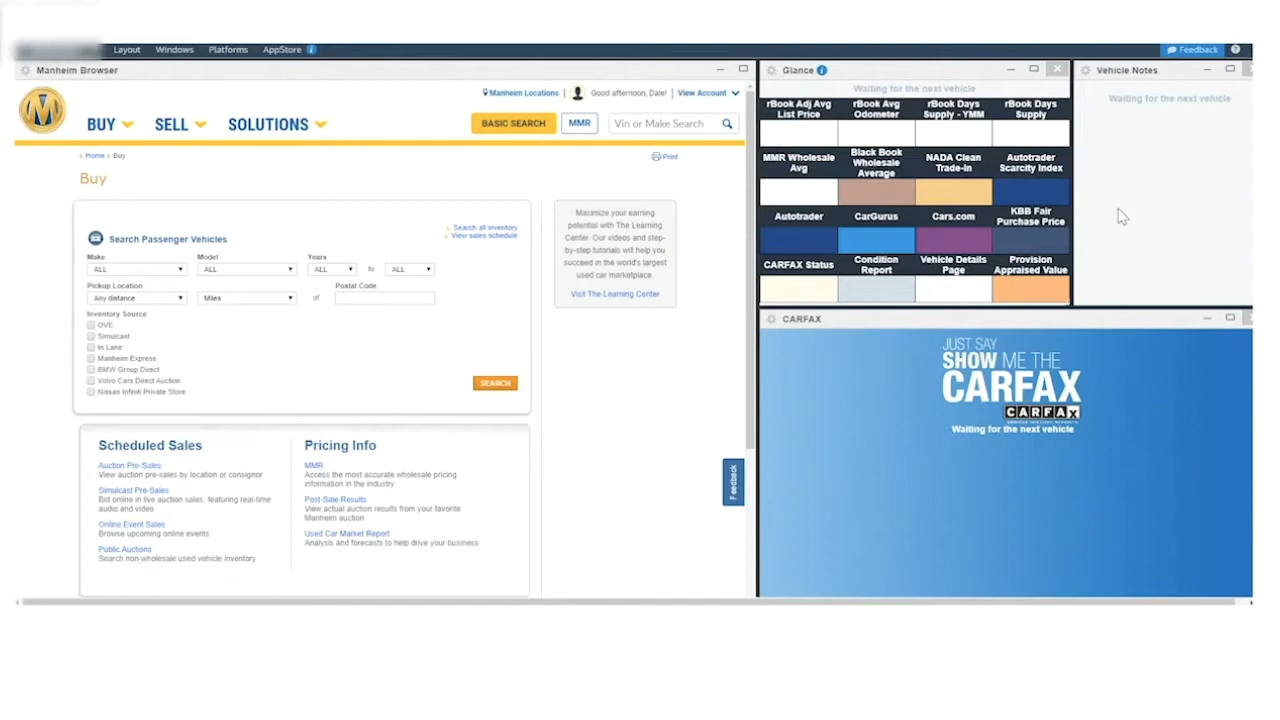 Layout Windows Platforms AppStore i
Feedback ?
Manheim Browser
Manheim Locations | Good afternoon, Dale! | View Account
M
BUY SELL SOLUTIONS
BASIC SEARCH MMR Vin or Make Search
> Home > Buy
Print
Buy
> Search all inventory
> View sales schedule
Search Passenger Vehicles
Make Model Years
ALL ALL ALL to ALL
Pickup Location Postal Code
Any distance Miles of
Inventory Source
OVE
Simulcast
In Lane
Manheim Express
BMW Group Direct
Volvo Cars Direct Auction
Nissan Infiniti Private Store
SEARCH
Maximize your earning
potential with The Learning
Center. Our videos and step-
by-step tutorials will help you
succeed in the world's largest
used car marketplace.
Visit The Learning Center
Scheduled Sales
Auction Pre-Sales
View auction pre-sales by location or consignor
Simulcast Pre-Sales
Bid online in live auction sales, featuring real-time
audio and video
Online Event Sales
Browse upcoming online events
Public Auctions
Search non-wholesale used vehicle inventory
Pricing Info
MMR
Access the most accurate wholesale pricing
information in the industry
Post-Sale Results
View actual auction results from your favorite
Manheim auction
Used Car Market Report
Analysis and forecasts to help drive your business
Feedback
Glance i
Waiting for the next vehicle
rBook Adj Avg
List Price
rBook Avg
Odometer
rBook Days
Supply - YMM
rBook Days
Supply
MMR Wholesale
Avg
Black Book
Wholesale
Average
NADA Clean
Trade-In
Autotrader
Scarcity Index
Autotrader
CarGurus
Cars.com
KBB Fair
Purchase Price
CARFAX Status
Condition
Report
Vehicle Details
Page
Provision
Appraised Value
Vehicle Notes
Waiting for the next vehicle
CARFAX
JUST SAY
SHOW ME THE
CARFAX
CARFAX
VEHICLE HISTORY REPORTS
Waiting for the next vehicle